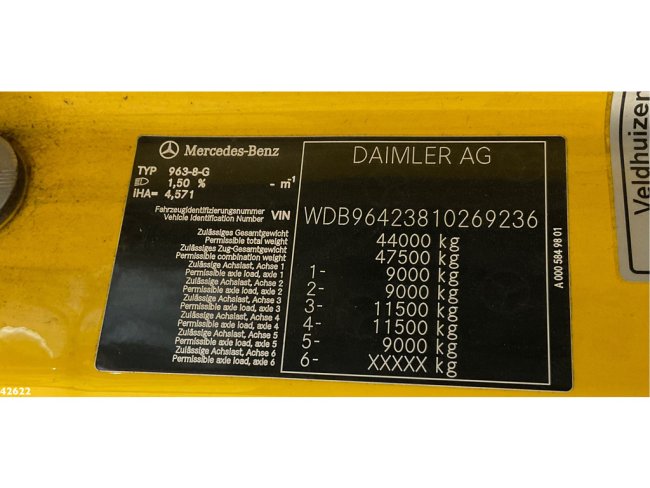 Mercedes-Benz
DAIMLER AG
TYP 963-8-G
1,50 % - m⁻¹
iHA= 4,571
Fahrzeugidentifizierungsnummer
Vehicle Identification Number VIN WDB96423810269236
Zulässiges Gesamtgewicht
Permissible total weight 44000 kg
Zulässiges Zug-Gesamtgewicht
Permissible combination weight 47500 kg
Zulässige Achslast, Achse 1
Permissible axle load, axle 1 1- 9000 kg
Zulässige Achslast, Achse 2
Permissible axle load, axle 2 2- 9000 kg
Zulässige Achslast, Achse 3
Permissible axle load, axle 3 3- 11500 kg
Zulässige Achslast, Achse 4
Permissible axle load, axle 4 4- 11500 kg
Zulässige Achslast, Achse 5
Permissible axle load, axle 5 5- 9000 kg
Zulässige Achslast, Achse 6
Permissible axle load, axle 6 6- XXXXX kg
A 000 584 98 01
Veldhuizen
42622